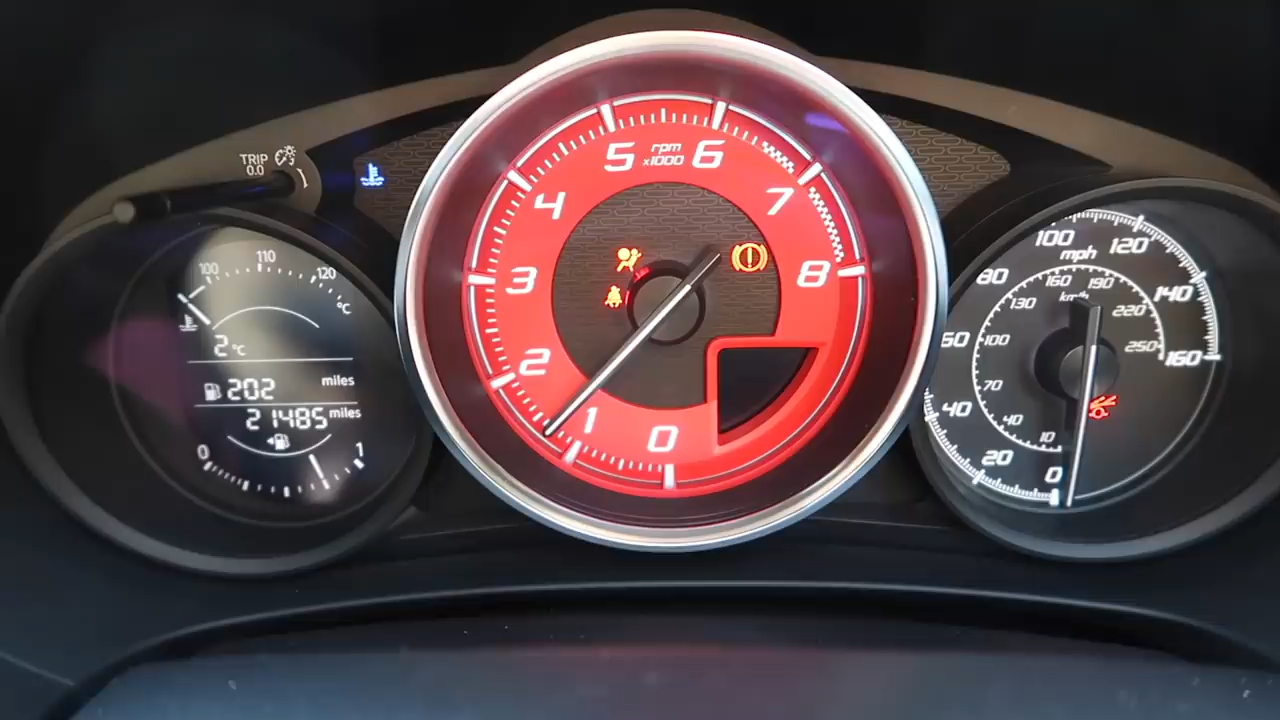 TRIP
0.0
100 110 120
°C
2 °C
202 miles
21485 miles
0 1
rpm
x1000
0 1 2 3 4 5 6 7 8
mph
0 20 40 60 80 100 120 140 160
km/h
10 40 70 100 130 160 190 220 250